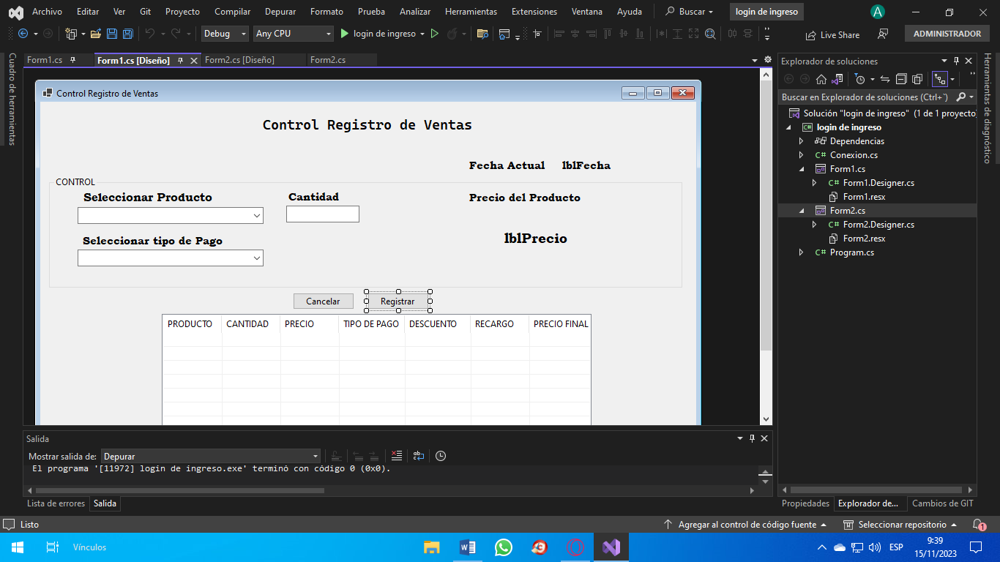 Archivo Editar Ver Git Proyecto Compilar Depurar Formato Prueba Analizar Herramientas Extensiones Ventana Ayuda Buscar login de ingreso A
Debug Any CPU login de ingreso Live Share ADMINISTRADOR
Form1.cs Form1.cs [Diseño] Form2.cs [Diseño] Form2.cs
Cuadro de herramientas
Control Registro de Ventas
Control Registro de Ventas
Fecha Actual lblFecha
CONTROL
Seleccionar Producto Cantidad Precio del Producto
lblPrecio
Seleccionar tipo de Pago
Cancelar Registrar
PRODUCTO CANTIDAD PRECIO TIPO DE PAGO DESCUENTO RECARGO PRECIO FINAL
Explorador de soluciones
Buscar en Explorador de soluciones (Ctrl+`)
Solución "login de ingreso" (1 de 1 proyecto
login de ingreso
Dependencias
C# Conexion.cs
Form1.cs
C# Form1.Designer.cs
Form1.resx
Form2.cs
C# Form2.Designer.cs
Form2.resx
C# Program.cs
Herramientas de diagnóstico
Salida
Mostrar salida de: Depurar
El programa '[11972] login de ingreso.exe' terminó con código 0 (0x0).
Lista de errores Salida
Propiedades Explorador de... Cambios de GIT
Listo Agregar al control de código fuente Seleccionar repositorio 1
Vínculos ESP 9:39
15/11/2023